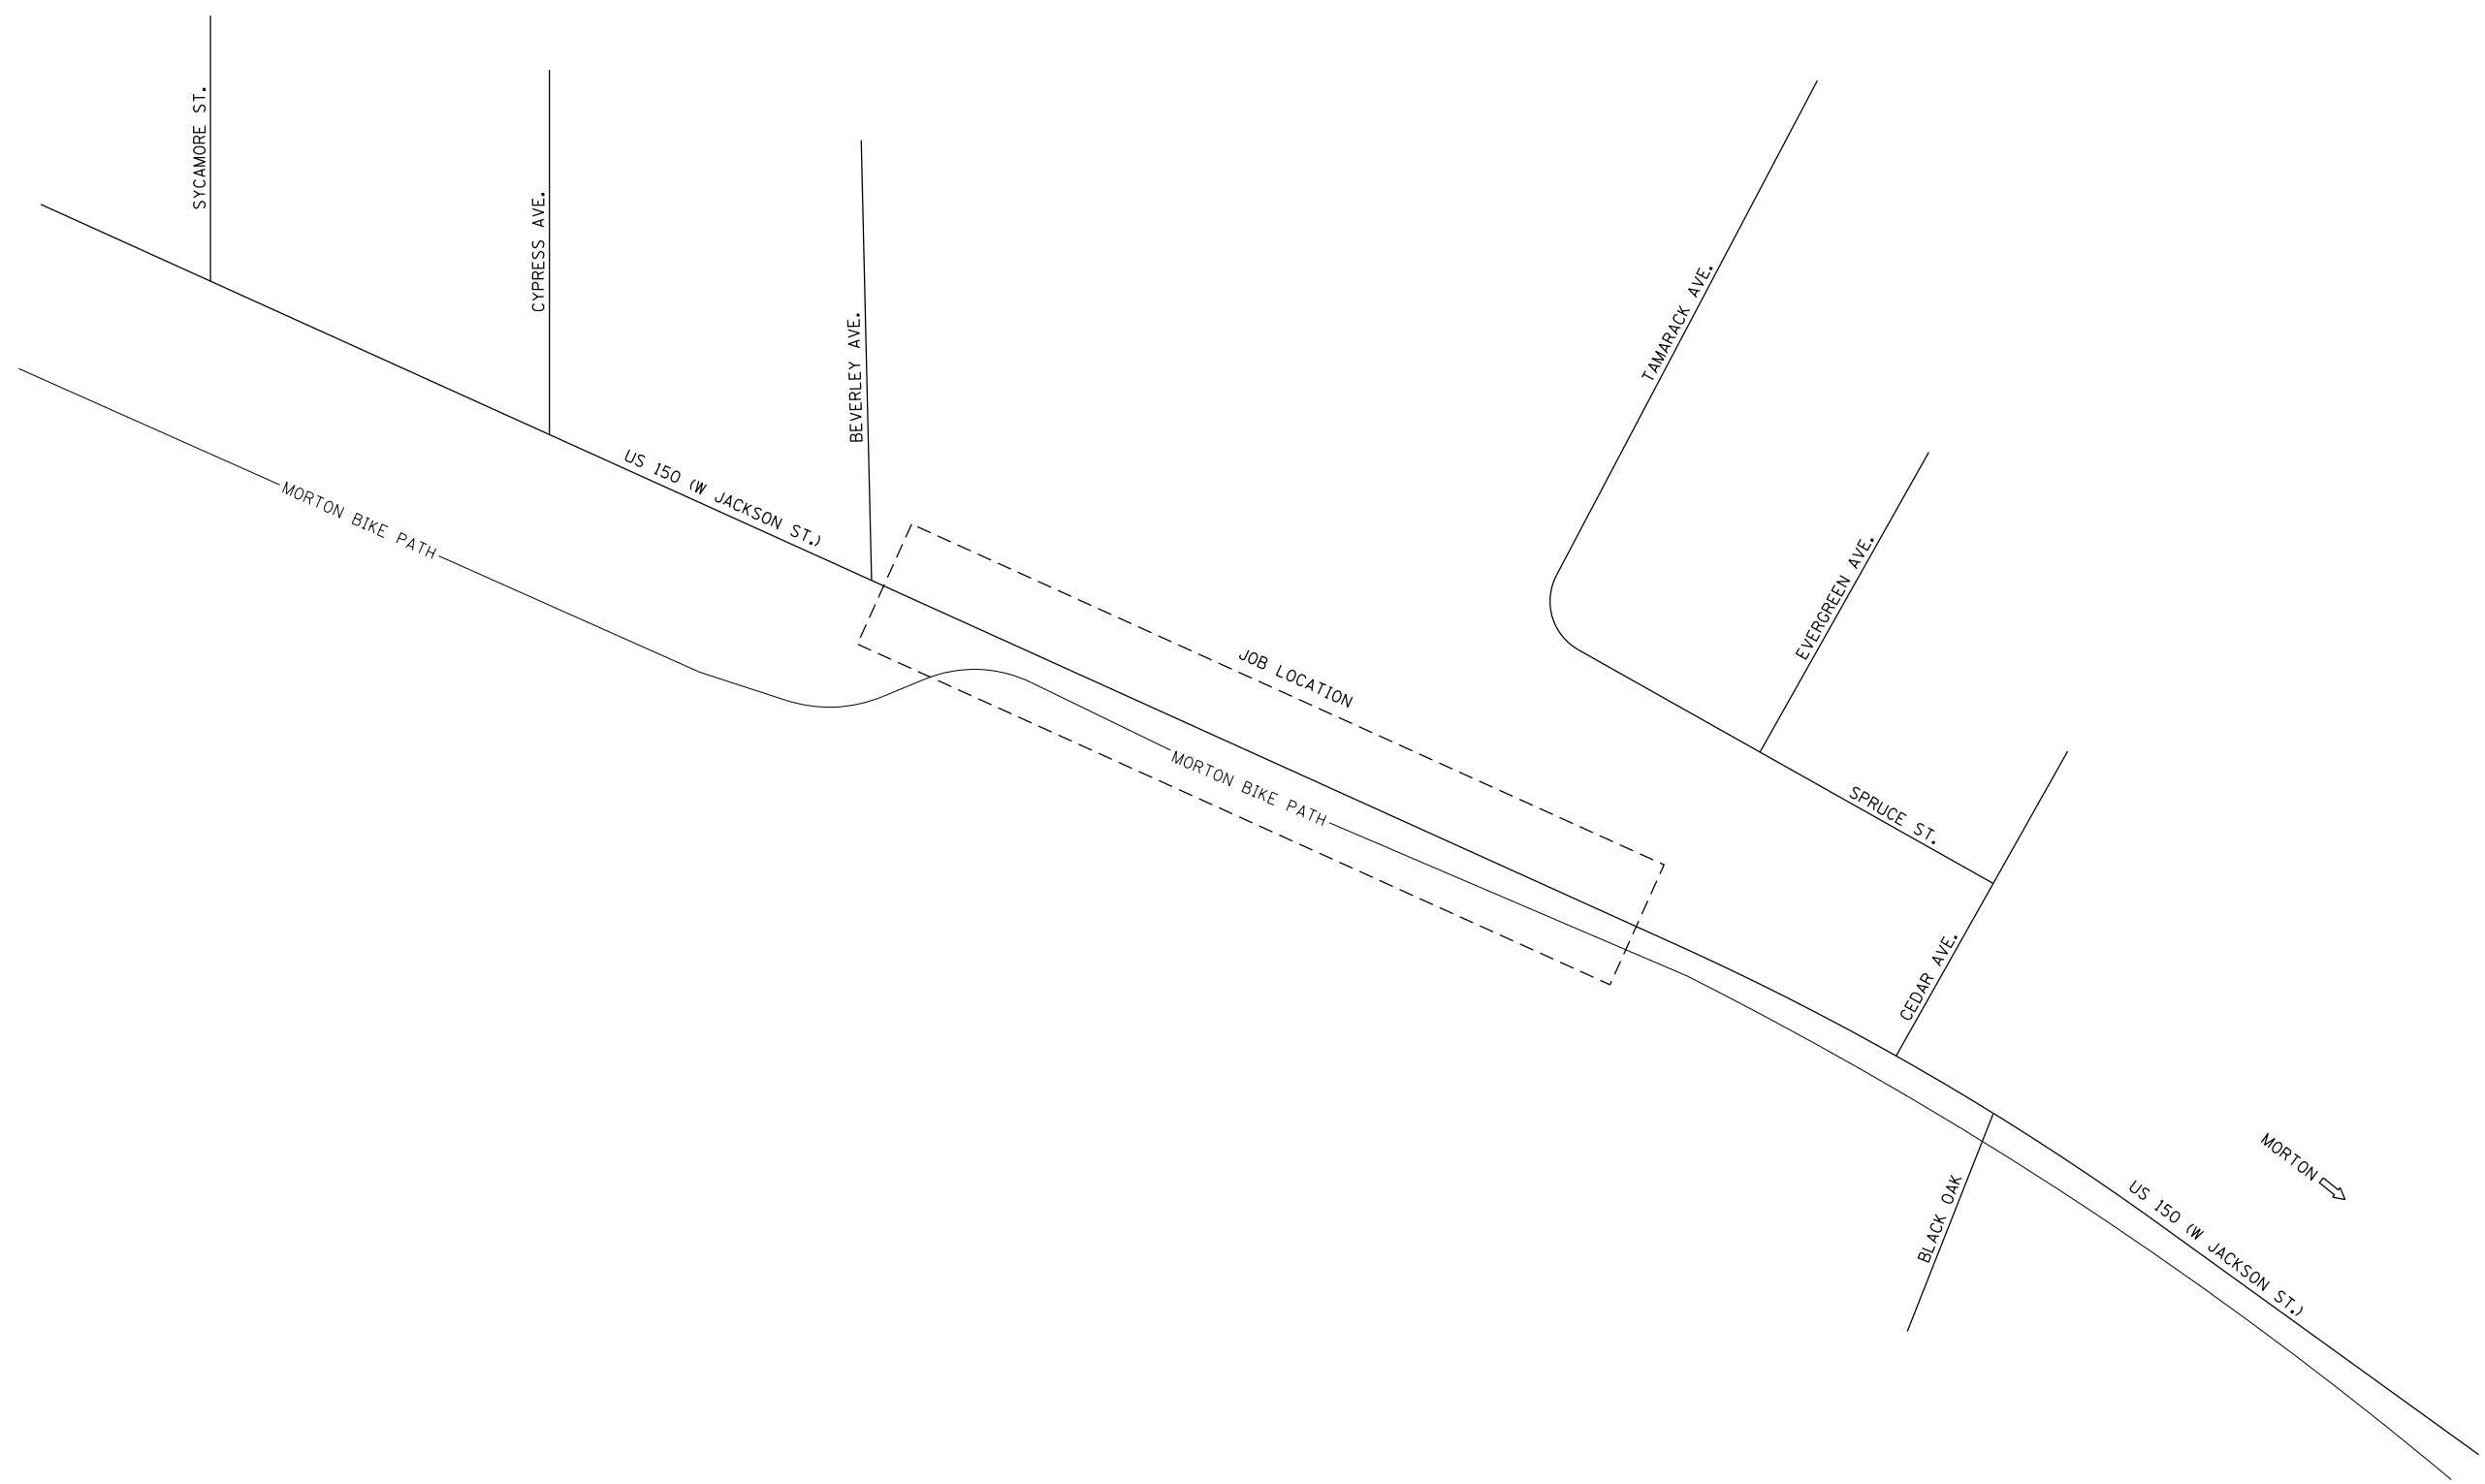 SYCAMORE ST.
CYPRESS AVE.
BEVERLEY AVE.
TAMARACK AVE.
US 150 (W JACKSON ST.)
MORTON BIKE PATH
EVERGREEN AVE.
JOB LOCATION
MORTON BIKE PATH
SPRUCE ST.
CEDAR AVE.
MORTON
BLACK OAK
US 150 (W JACKSON ST.)